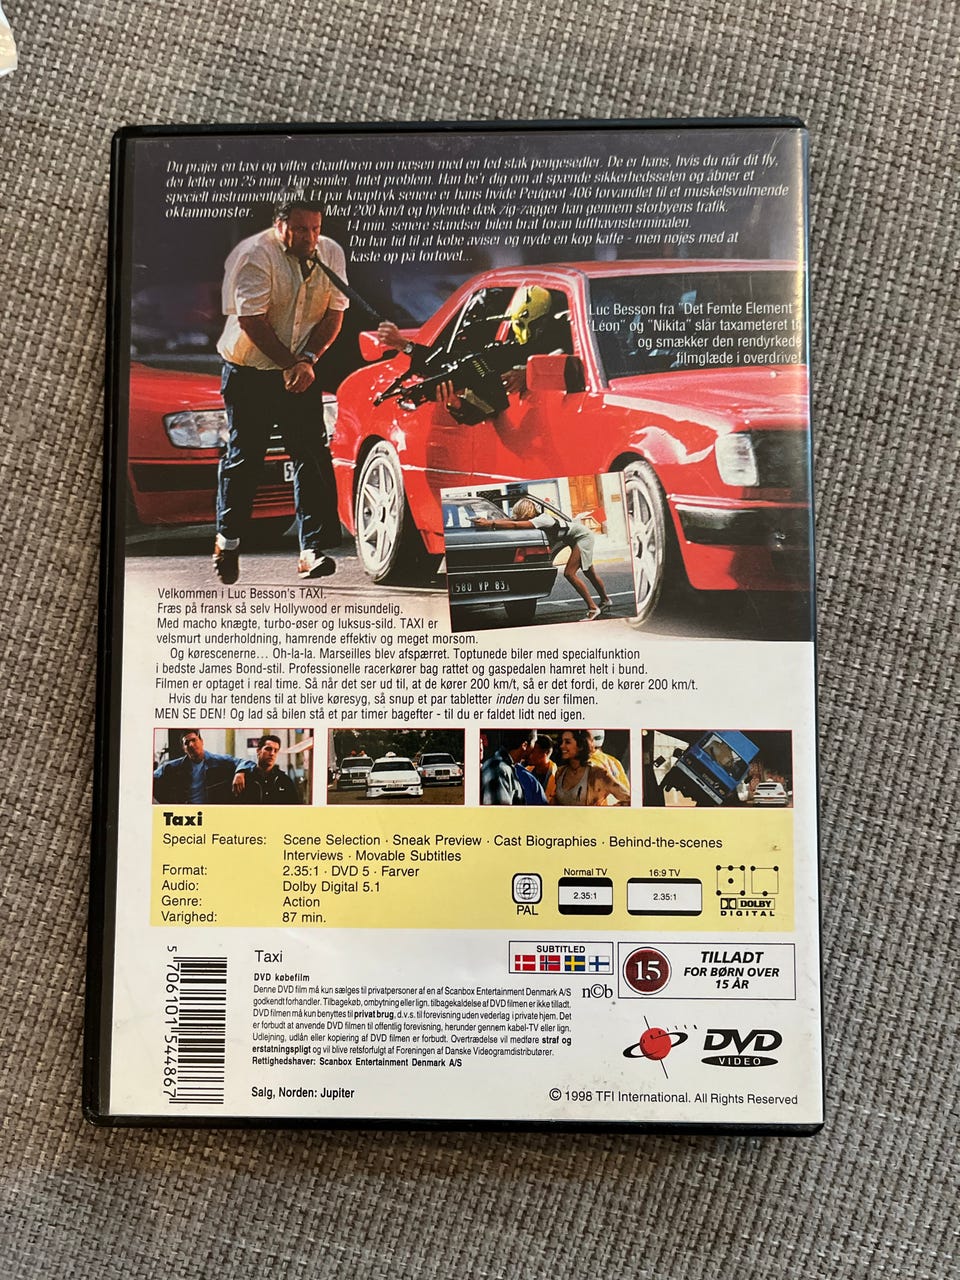 Du prajer en taxi og vifter chaufføren om næsen med en fed stak pengesedler. De er hans, hvis du når dit fly,
der letter om 25 min. Han smiler. Intet problem. Han be'r dig om at spænde sikkerhedsselen og åbner et
specielt instrumentpanel. Et par knaptryk senere er hans hvide Peugeot 406 forvandlet til et muskelsvulmende
oktanmonster. Med 200 km/t og hylende dæk zig-zagger han gennem storbyens trafik.
14 min. senere standser bilen brat foran lufthavnsterminalen.
Du har tid til at købe aviser og nyde en kop kaffe - men nøjes med at
kaste op på fortovet...
Luc Besson fra "Det Femte Element"
"Léon" og "Nikita" slår taxameteret til
og smækker den rendyrkede
filmglæde i overdrive!
580 VP 83
Velkommen i Luc Besson's TAXI.
Fræs på fransk så selv Hollywood er misundelig.
Med macho knægte, turbo-øser og luksus-sild. TAXI er
velsmurt underholdning, hamrende effektiv og meget morsom.
Og kørescenerne... Oh-la-la. Marseilles blev afspærret. Toptunede biler med specialfunktion
i bedste James Bond-stil. Professionelle racerkører bag rattet og gaspedalen hamret helt i bund.
Filmen er optaget i real time. Så når det ser ud til, at de kører 200 km/t, så er det fordi, de kører 200 km/t.
Hvis du har tendens til at blive køresyg, så snup et par tabletter inden du ser filmen.
MEN SE DEN! Og lad så bilen stå et par timer bagefter - til du er faldet lidt ned igen.
Taxi
Special Features: Scene Selection · Sneak Preview · Cast Biographies · Behind-the-scenes
Interviews · Movable Subtitles
Format: 2.35:1 · DVD 5 · Farver
Audio: Dolby Digital 5.1
Genre: Action
Varighed: 87 min.
2
PAL
Normal TV
2.35:1
16:9 TV
2.35:1
DOLBY
DIGITAL
5 706101 544867
Taxi
DVD købefilm
Denne DVD film må kun sælges til privatpersoner af en af Scanbox Entertainment Denmark A/S
godkendt forhandler. Tilbagekøb, ombytning eller lign. tilbagekaldelse af DVD filmen er ikke tilladt.
DVD filmen må kun benyttes til privat brug, d.v.s. til forevisning uden vederlag i private hjem. Det
er forbudt at anvende DVD filmen til offentlig forevisning, herunder gennem kabel-TV eller lign.
Udlejning, udlån eller kopiering af DVD filmen er forbudt. Overtrædelse vil medføre straf og
erstatningspligt og vil blive retsforfulgt af Foreningen af Danske Videogramdistributører.
Rettighedshaver: Scanbox Entertainment Denmark A/S
Salg, Norden: Jupiter
SUBTITLED
n©b
15
TILLADT
FOR BØRN OVER
15 ÅR
DVD
VIDEO
© 1998 TFI International. All Rights Reserved